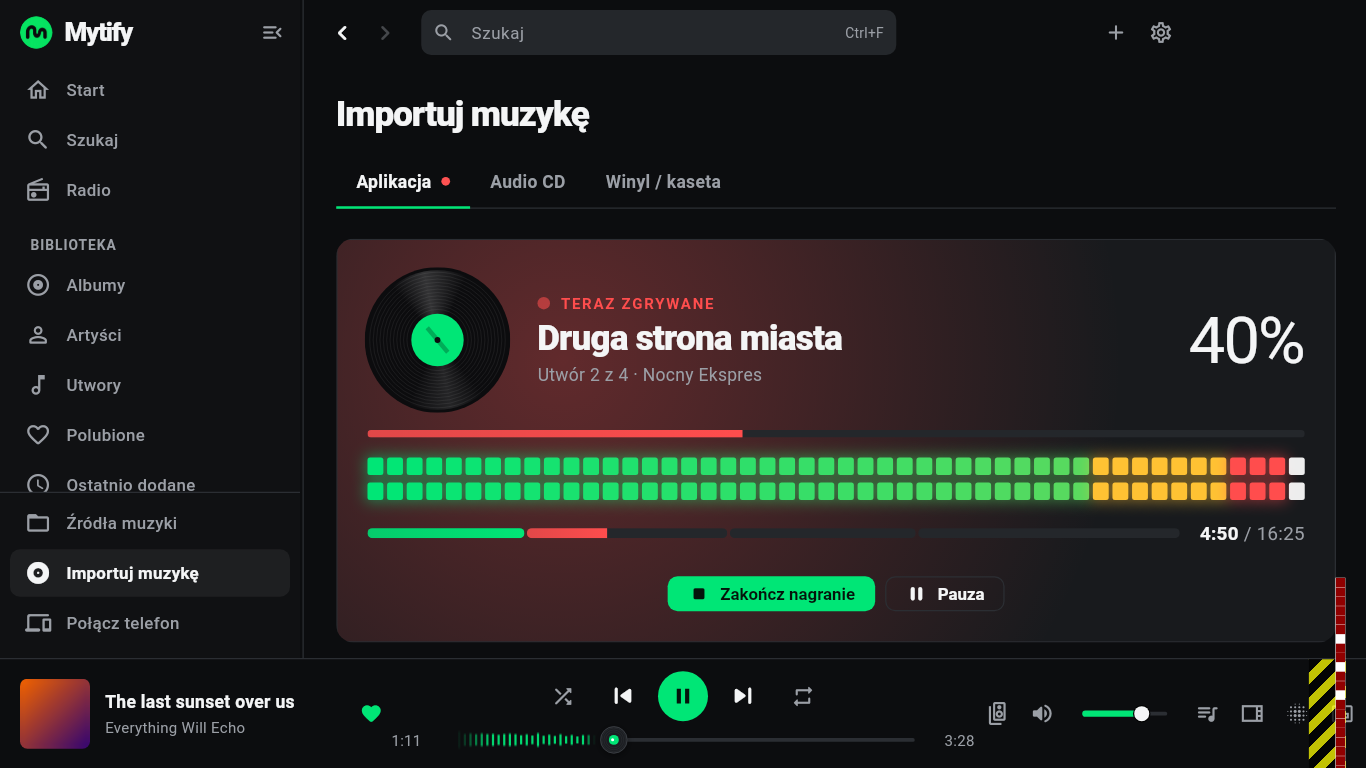 Mytify
Szukaj
Ctrl+F
Start
Szukaj
Radio
BIBLIOTEKA
Albumy
Artyści
Utwory
Polubione
Ostatnio dodane
Źródła muzyki
Importuj muzykę
Połącz telefon
Importuj muzykę
Aplikacja
Audio CD
Winyl / kaseta
TERAZ ZGRYWANE
Druga strona miasta
Utwór 2 z 4 · Nocny Ekspres
40%
4:50 / 16:25
Zakończ nagranie
Pauza
The last sunset over us
Everything Will Echo
1:11
3:28